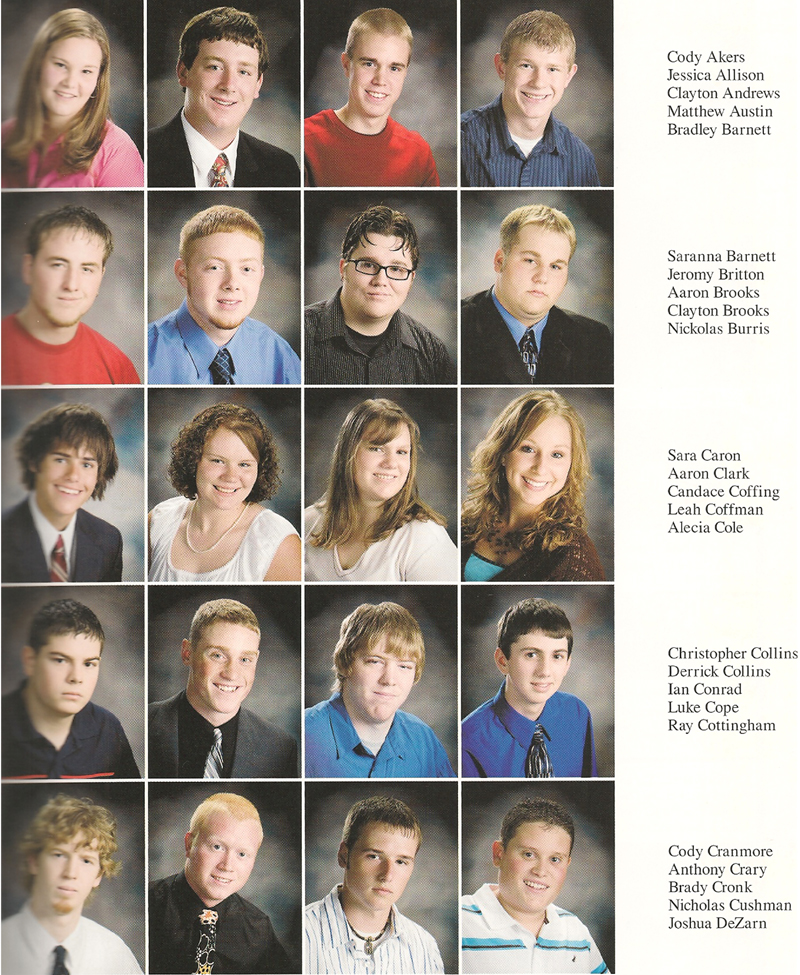 Cody Akers
Jessica Allison
Clayton Andrews
Matthew Austin
Bradley Barnett
Saranna Barnett
Jeromy Britton
Aaron Brooks
Clayton Brooks
Nickolas Burris
Sara Caron
Aaron Clark
Candace Coffing
Leah Coffman
Alecia Cole
Christopher Collins
Derrick Collins
Ian Conrad
Luke Cope
Ray Cottingham
Cody Cranmore
Anthony Crary
Brady Cronk
Nicholas Cushman
Joshua DeZarn